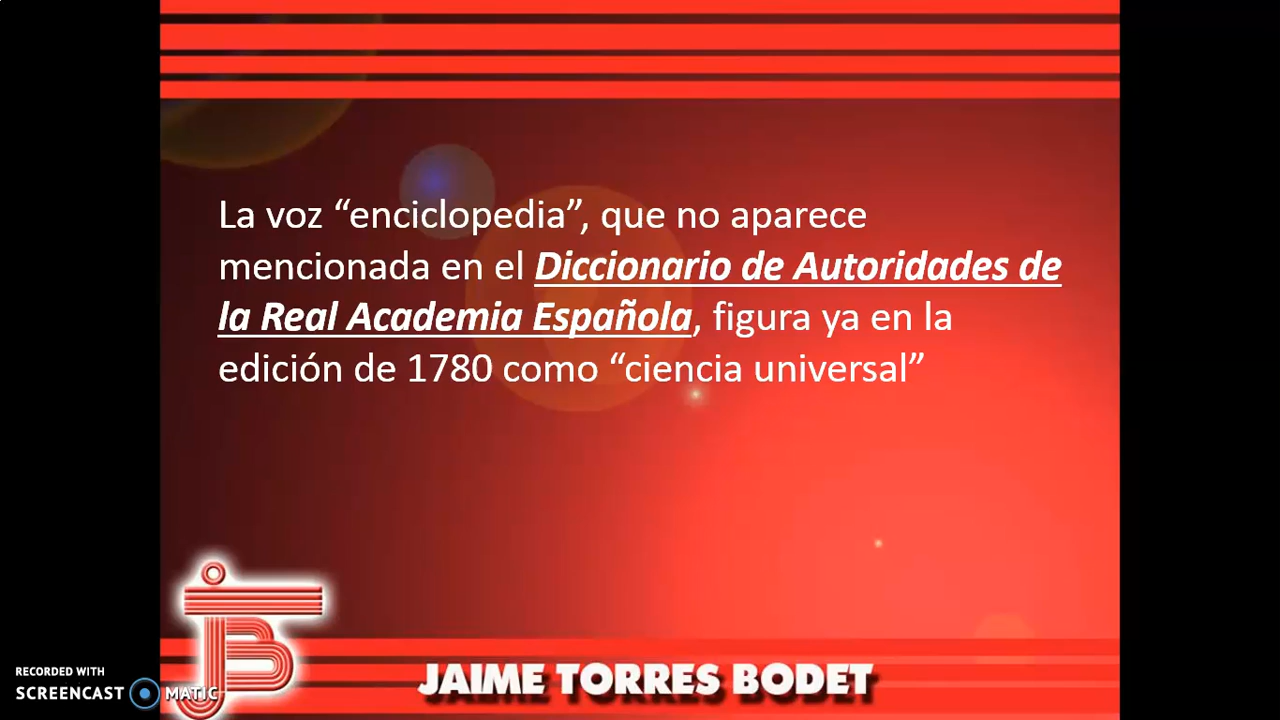 La voz “enciclopedia”, que no aparece
mencionada en el Diccionario de Autoridades de
la Real Academia Española, figura ya en la
edición de 1780 como “ciencia universal”
JAIME TORRES BODET
RECORDED WITH
SCREENCAST MATIC